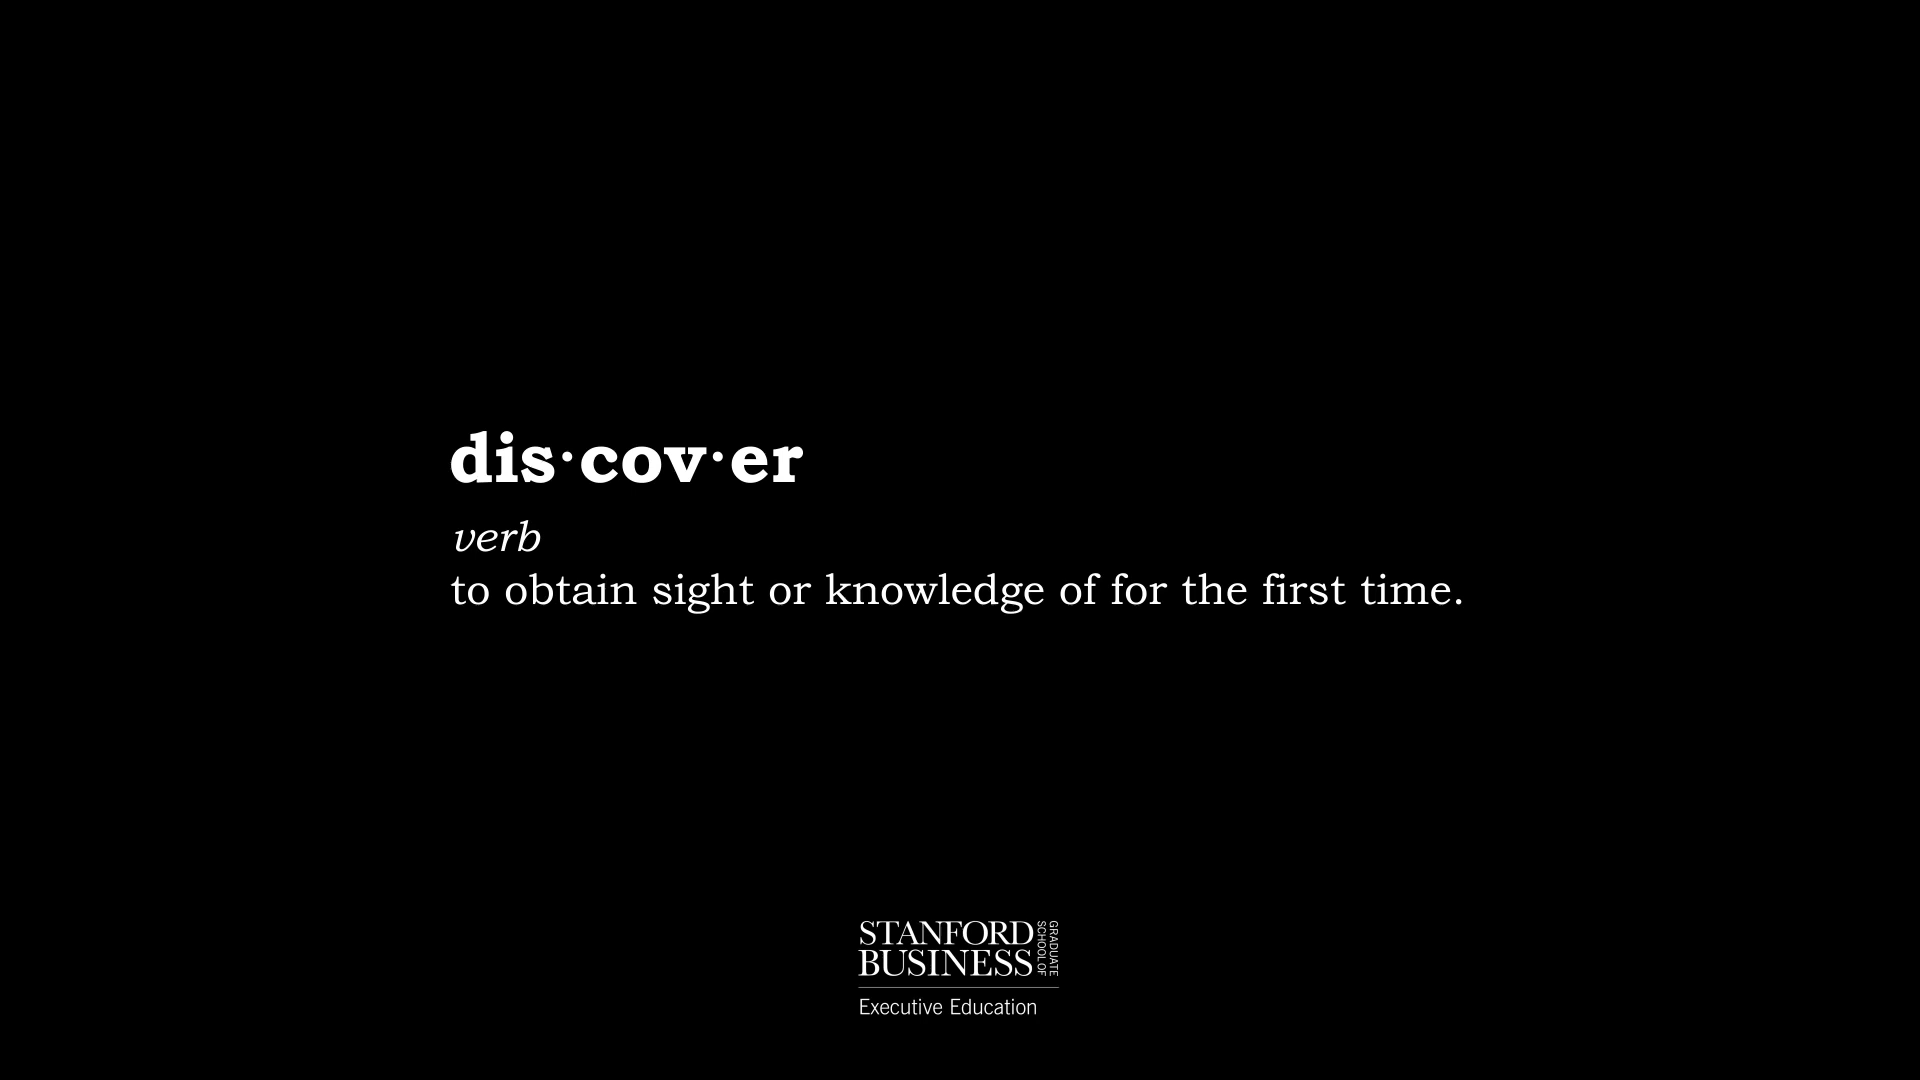 dis·cov·er
verb
to obtain sight or knowledge of for the first time.
STANFORD
BUSINESS
GRADUATE
SCHOOL OF
Executive Education